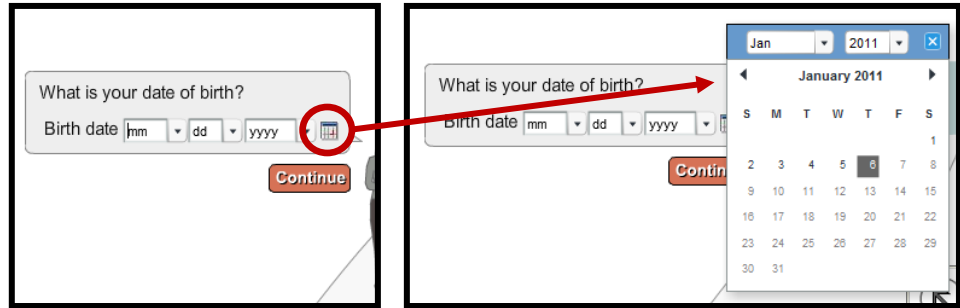 What is your date of birth?
Birth date mm dd yyyy
Continue
What is your date of birth?
Birth date mm dd yyyy
Contin
Jan 2011
January 2011
S M T W T F S
1
2 3 4 5 6 7 8
9 10 11 12 13 14 15
16 17 18 19 20 21 22
23 24 25 26 27 28 29
30 31